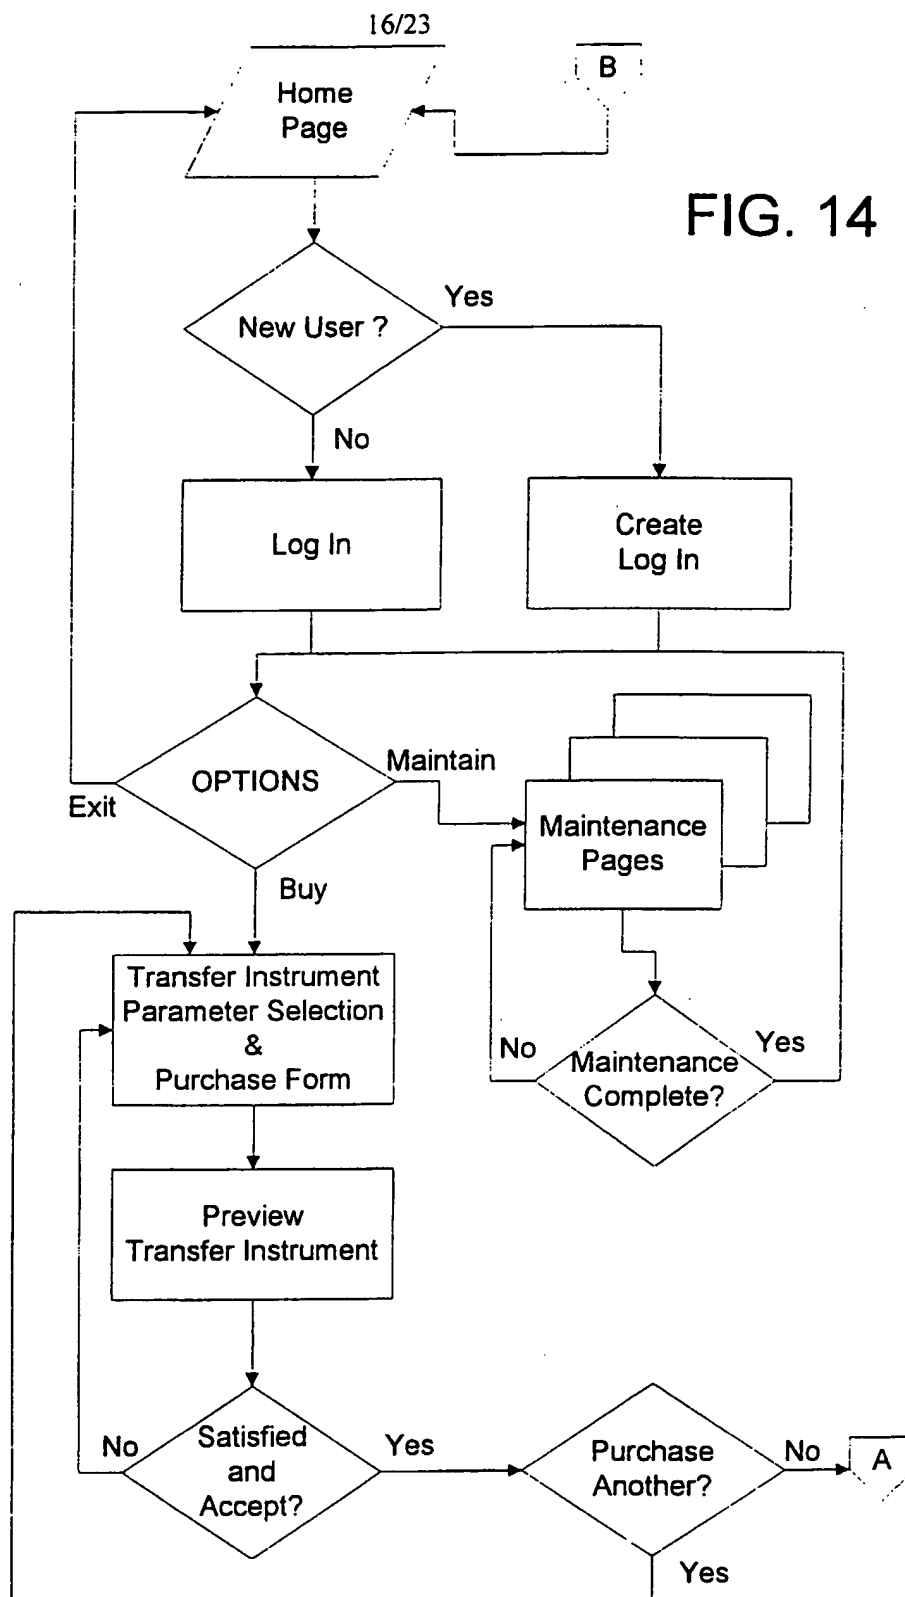 16/23
B
Home
Page
FIG. 14
New User ?
Yes
No
Log In
Create
Log In
OPTIONS
Maintain
Exit
Maintenance
Pages
Buy
Transfer Instrument
Parameter Selection
&
Purchase Form
No
Maintenance
Complete?
Yes
Preview
Transfer Instrument
No
Satisfied
and
Accept?
Yes
Purchase
Another?
No
A
Yes